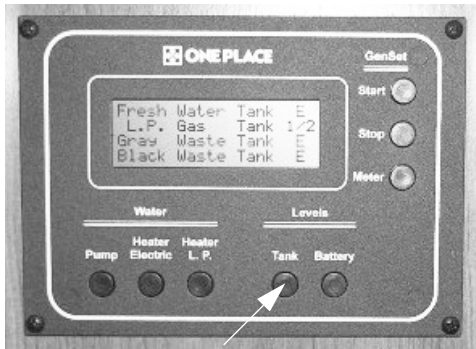 ONE PLACE
GenSet
Start
Stop
Meter
Fresh Water Tank E
L.P. Gas Tank 1/2
Gray Waste Tank E
Black Waste Tank E
Water
Pump
Heater
Electric
Heater
L. P.
Levels
Tank
Battery